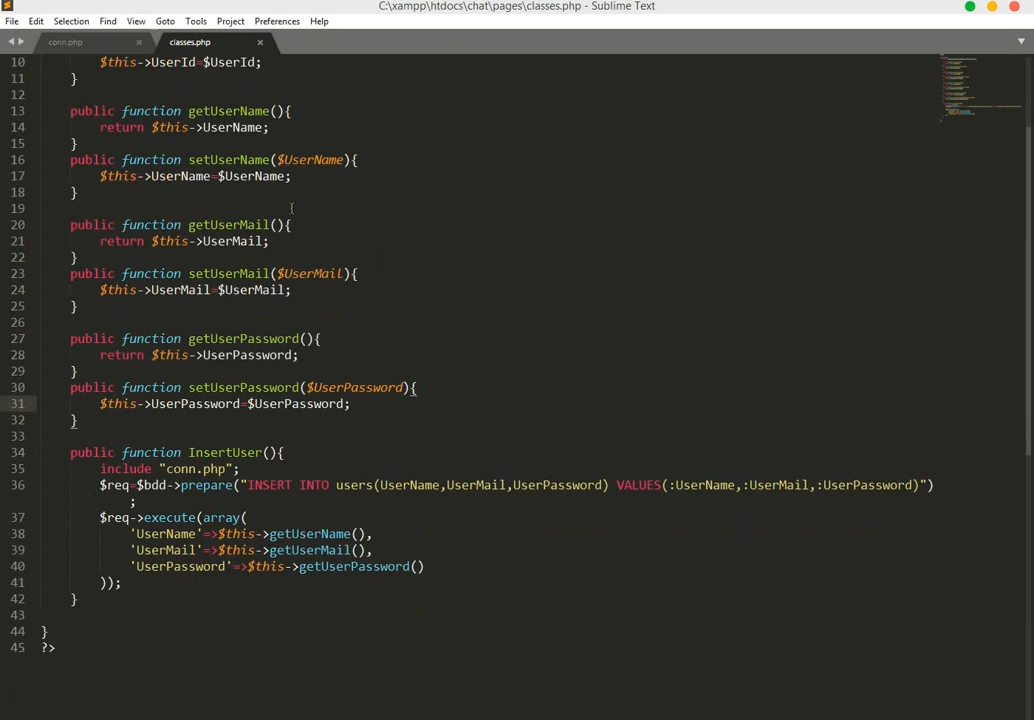 C:\xampp\htdocs\chat\pages\classes.php - Sublime Text
File Edit Selection Find View Goto Tools Project Preferences Help
conn.php × classes.php ×
10 $this->UserId=$UserId;
11 }
12
13 public function getUserName(){
14 return $this->UserName;
15 }
16 public function setUserName($UserName){
17 $this->UserName=$UserName;
18 }
19
20 public function getUserMail(){
21 return $this->UserMail;
22 }
23 public function setUserMail($UserMail){
24 $this->UserMail=$UserMail;
25 }
26
27 public function getUserPassword(){
28 return $this->UserPassword;
29 }
30 public function setUserPassword($UserPassword){
31 $this->UserPassword=$UserPassword;
32 }
33
34 public function InsertUser(){
35 include "conn.php";
36 $req=$bdd->prepare("INSERT INTO users(UserName,UserMail,UserPassword) VALUES(:UserName,:UserMail,:UserPassword)")
;
37 $req->execute(array(
38 'UserName'=>$this->getUserName(),
39 'UserMail'=>$this->getUserMail(),
40 'UserPassword'=>$this->getUserPassword()
41 ));
42 }
43
44 }
45 ?>